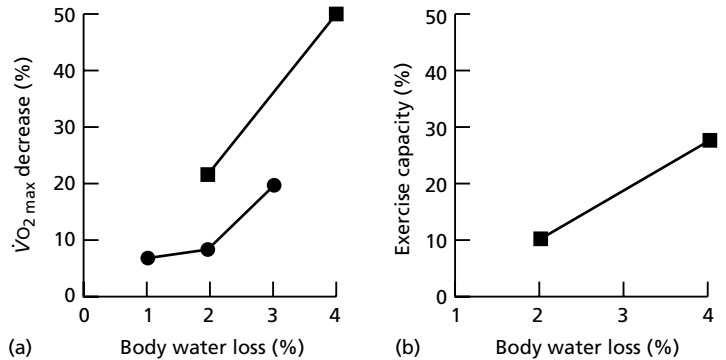 50
40
30
20
10
0
V̇O2 max decrease (%)
0 1 2 3 4
(a) Body water loss (%)
50
40
30
20
10
0
Exercise capacity (%)
1 2 3 4
(b) Body water loss (%)